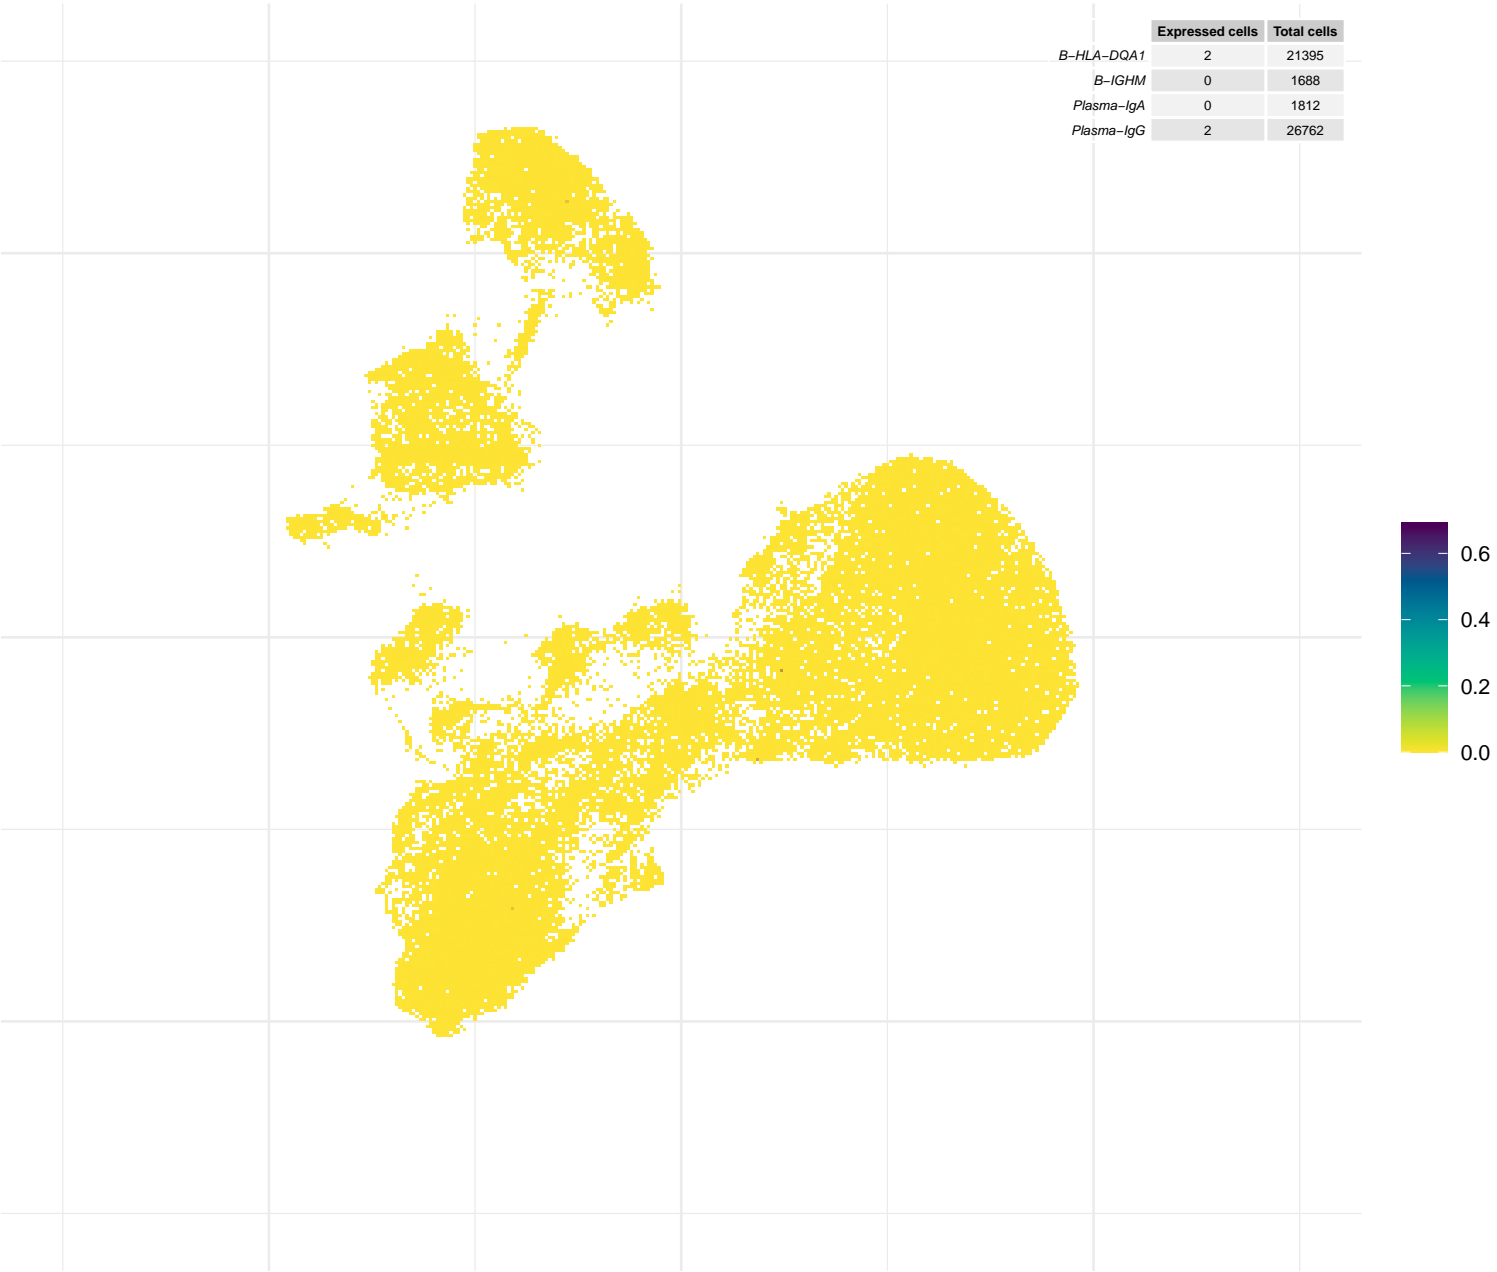 Expressed cells Total cells
B−HLA−DQA1 2 21395
B−IGHM 0 1688
Plasma−IgA 0 1812
Plasma−IgG 2 26762
0.6
0.4
0.2
0.0